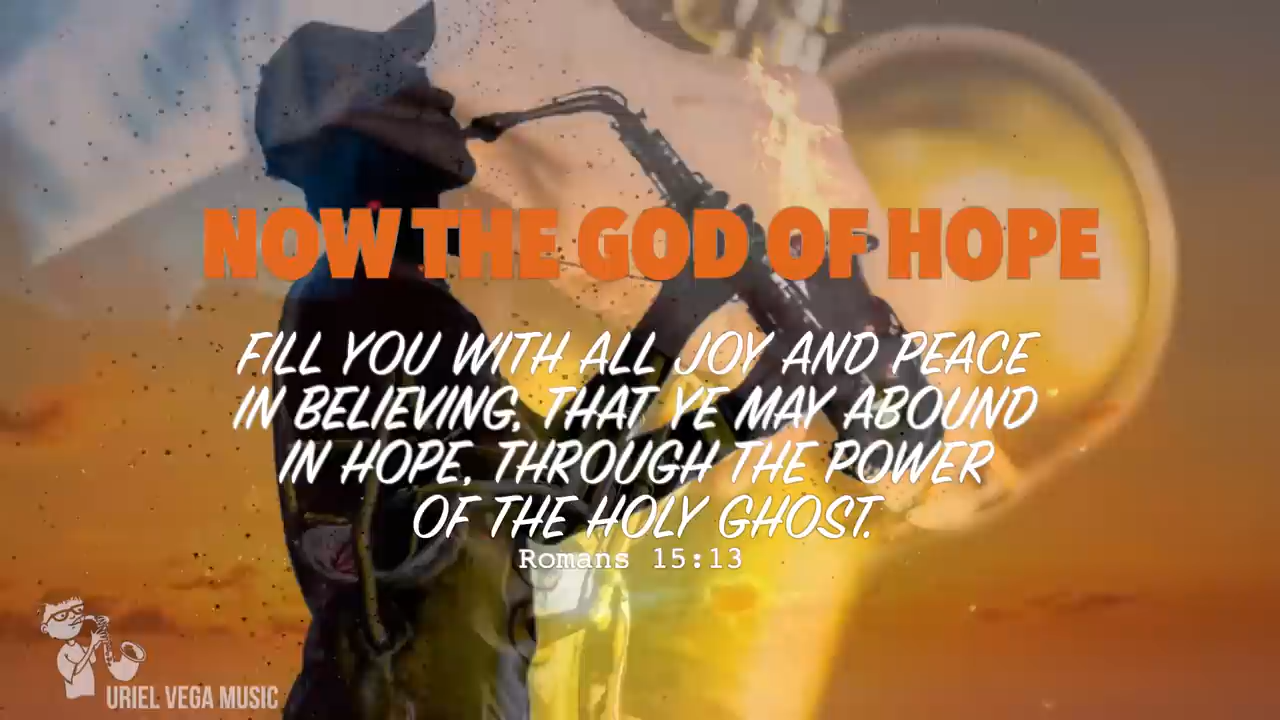 NOW THE GOD OF HOPE
FILL YOU WITH ALL JOY AND PEACE
IN BELIEVING, THAT YE MAY ABOUND
IN HOPE, THROUGH THE POWER
OF THE HOLY GHOST.
Romans 15:13
URIEL VEGA MUSIC